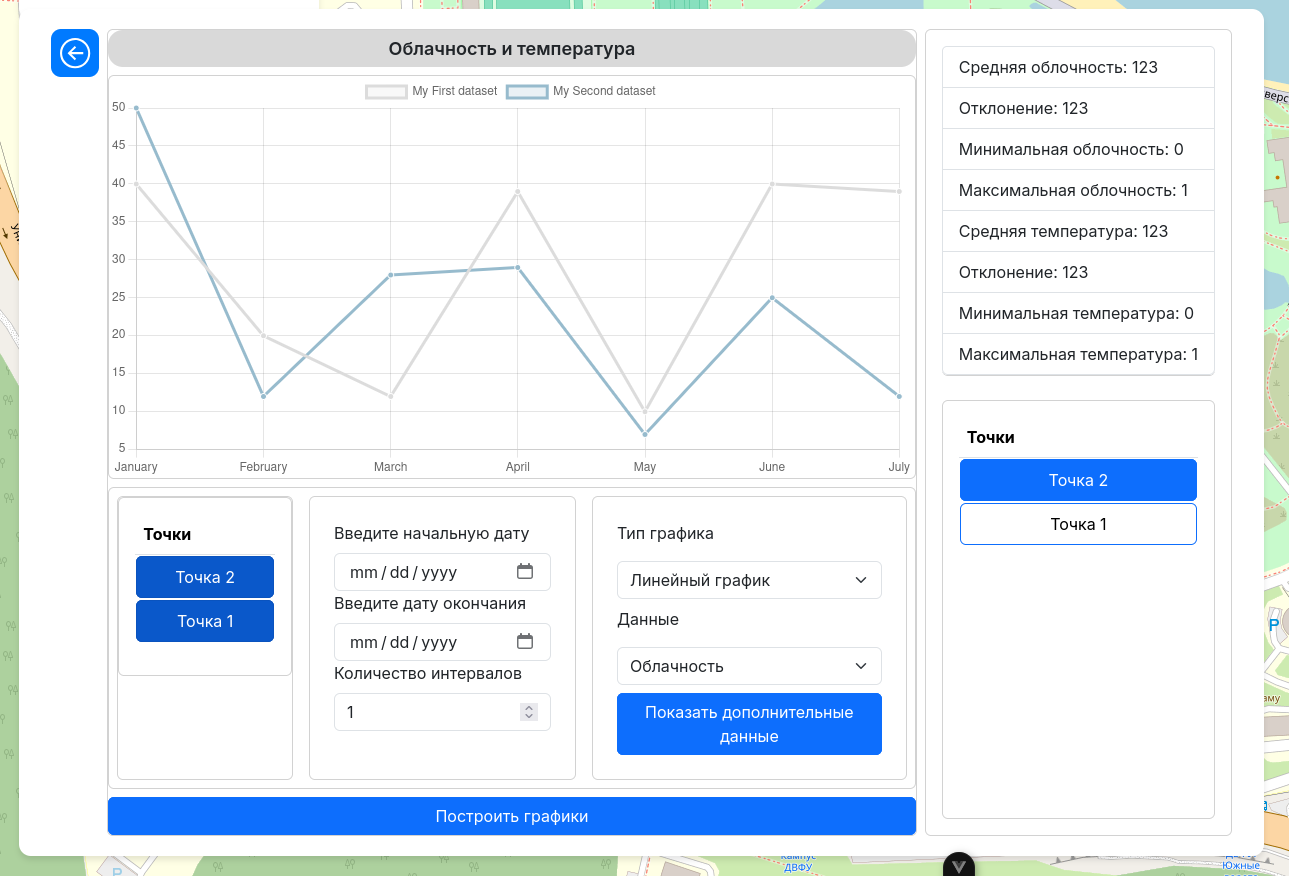 Облачность и температура
My First dataset
My Second dataset
50
45
40
35
30
25
20
15
10
5
January
February
March
April
May
June
July
Точки
Точка 2
Точка 1
Введите начальную дату
mm/dd/yyyy
Введите дату окончания
mm/dd/yyyy
Количество интервалов
1
Тип графика
Линейный график
Данные
Облачность
Показать дополнительные
данные
Построить графики
Средняя облочность: 123
Отклонение: 123
Минимальная облочность: 0
Максимальная облочность: 1
Средняя температура: 123
Отклонение: 123
Минимальная температура: 0
Максимальная температура: 1
Точки
Точка 2
Точка 1
P
P
Кампус
ДВФУ
Южные